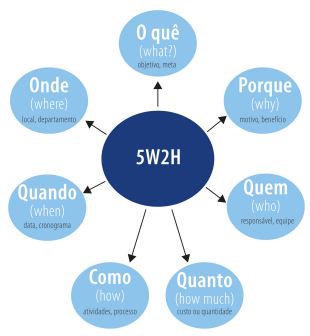 O quê
(what?)
objetivo, meta
Onde
(where)
local, departamento
Porque
(why)
motivo, benefício
5W2H
Quando
(when)
data, cronograma
Quem
(who)
responsável, equipe
Como
(how)
atividades, processo
Quanto
(how much)
custo ou quantidade